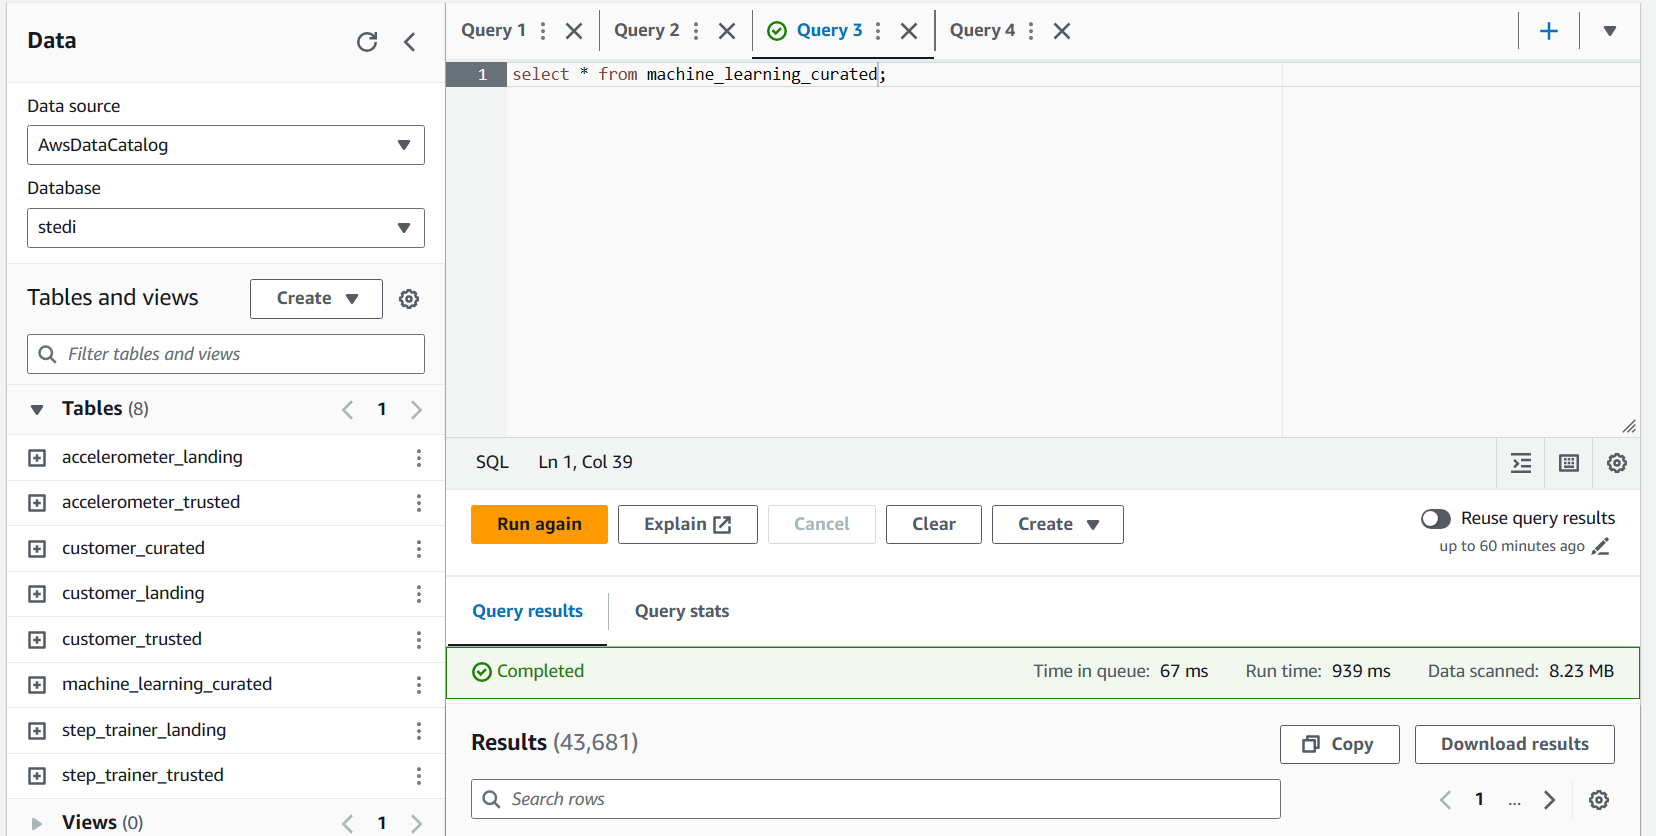 Data
Data source
AwsDataCatalog
Database
stedi
Tables and views
Create
Filter tables and views
Tables (8)
1
accelerometer_landing
accelerometer_trusted
customer_curated
customer_landing
customer_trusted
machine_learning_curated
step_trainer_landing
step_trainer_trusted
Views (0)
1
Query 1
Query 2
Query 3
Query 4
1 select * from machine_learning_curated;
SQL Ln 1, Col 39
Run again
Explain
Cancel
Clear
Create
Reuse query results
up to 60 minutes ago
Query results
Query stats
Completed
Time in queue: 67 ms
Run time: 939 ms
Data scanned: 8.23 MB
Results (43,681)
Copy
Download results
Search rows
1 ...